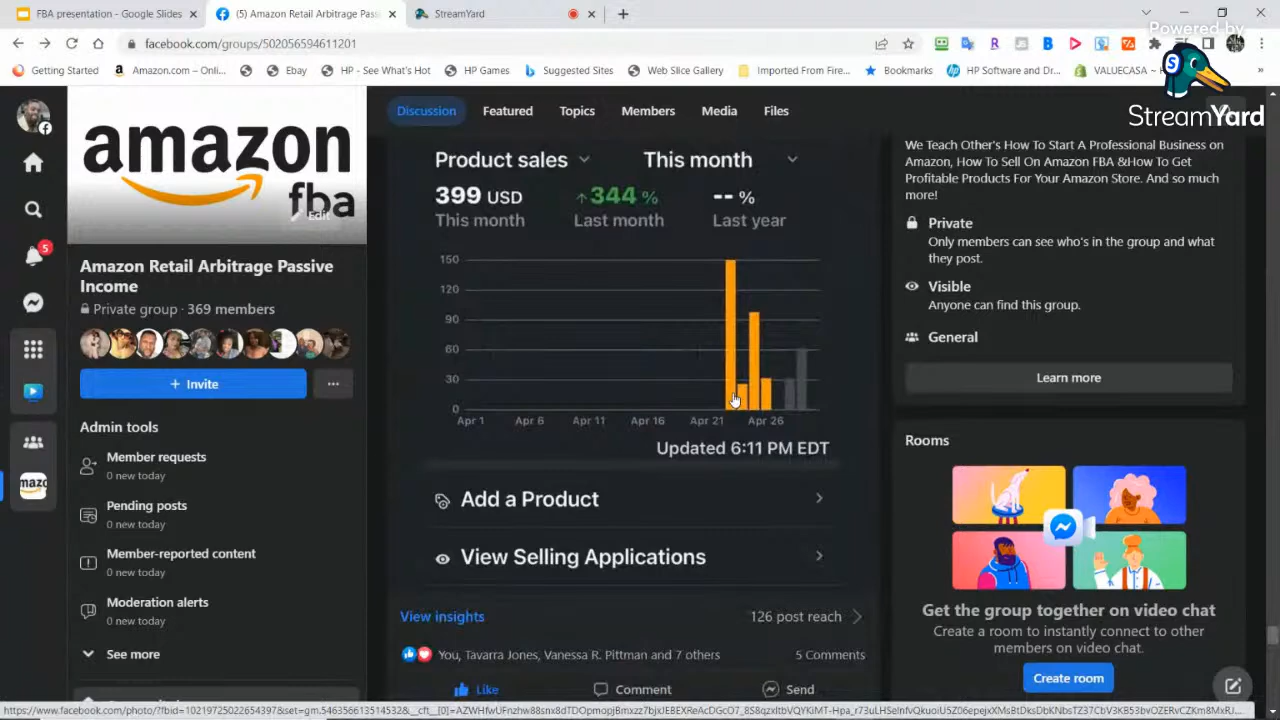 FBA presentation - Google Slides
(5) Amazon Retail Arbitrage Pass
StreamYard
facebook.com/groups/502056594611201
Powered by
StreamYard
Getting Started
Amazon.com – Onli...
Ebay
HP - See What's Hot
HP Games
Suggested Sites
Web Slice Gallery
Imported From Fire...
Bookmarks
HP Software and Dr...
VALUECASA
amazon
fba
Edit
Amazon Retail Arbitrage Passive
Income
Private group · 369 members
+ Invite
Admin tools
Member requests
0 new today
Pending posts
0 new today
Member-reported content
0 new today
Moderation alerts
0 new today
See more
5
Discussion
Featured
Topics
Members
Media
Files
Product sales
This month
399 USD
↑344 %
-- %
This month
Last month
Last year
150
120
90
60
30
0
Apr 1
Apr 6
Apr 11
Apr 16
Apr 21
Apr 26
Updated 6:11 PM EDT
Add a Product
View Selling Applications
View insights
126 post reach
You, Tavarra Jones, Vanessa R. Pittman and 7 others
5 Comments
Like
Comment
Send
We Teach Other's How To Start A Professional Business on
Amazon, How To Sell On Amazon FBA &How To Get
Profitable Products For Your Amazon Store. And so much
more!
Private
Only members can see who's in the group and what
they post.
Visible
Anyone can find this group.
General
Learn more
Rooms
Get the group together on video chat
Create a room to instantly connect to other
members on video chat.
Create room